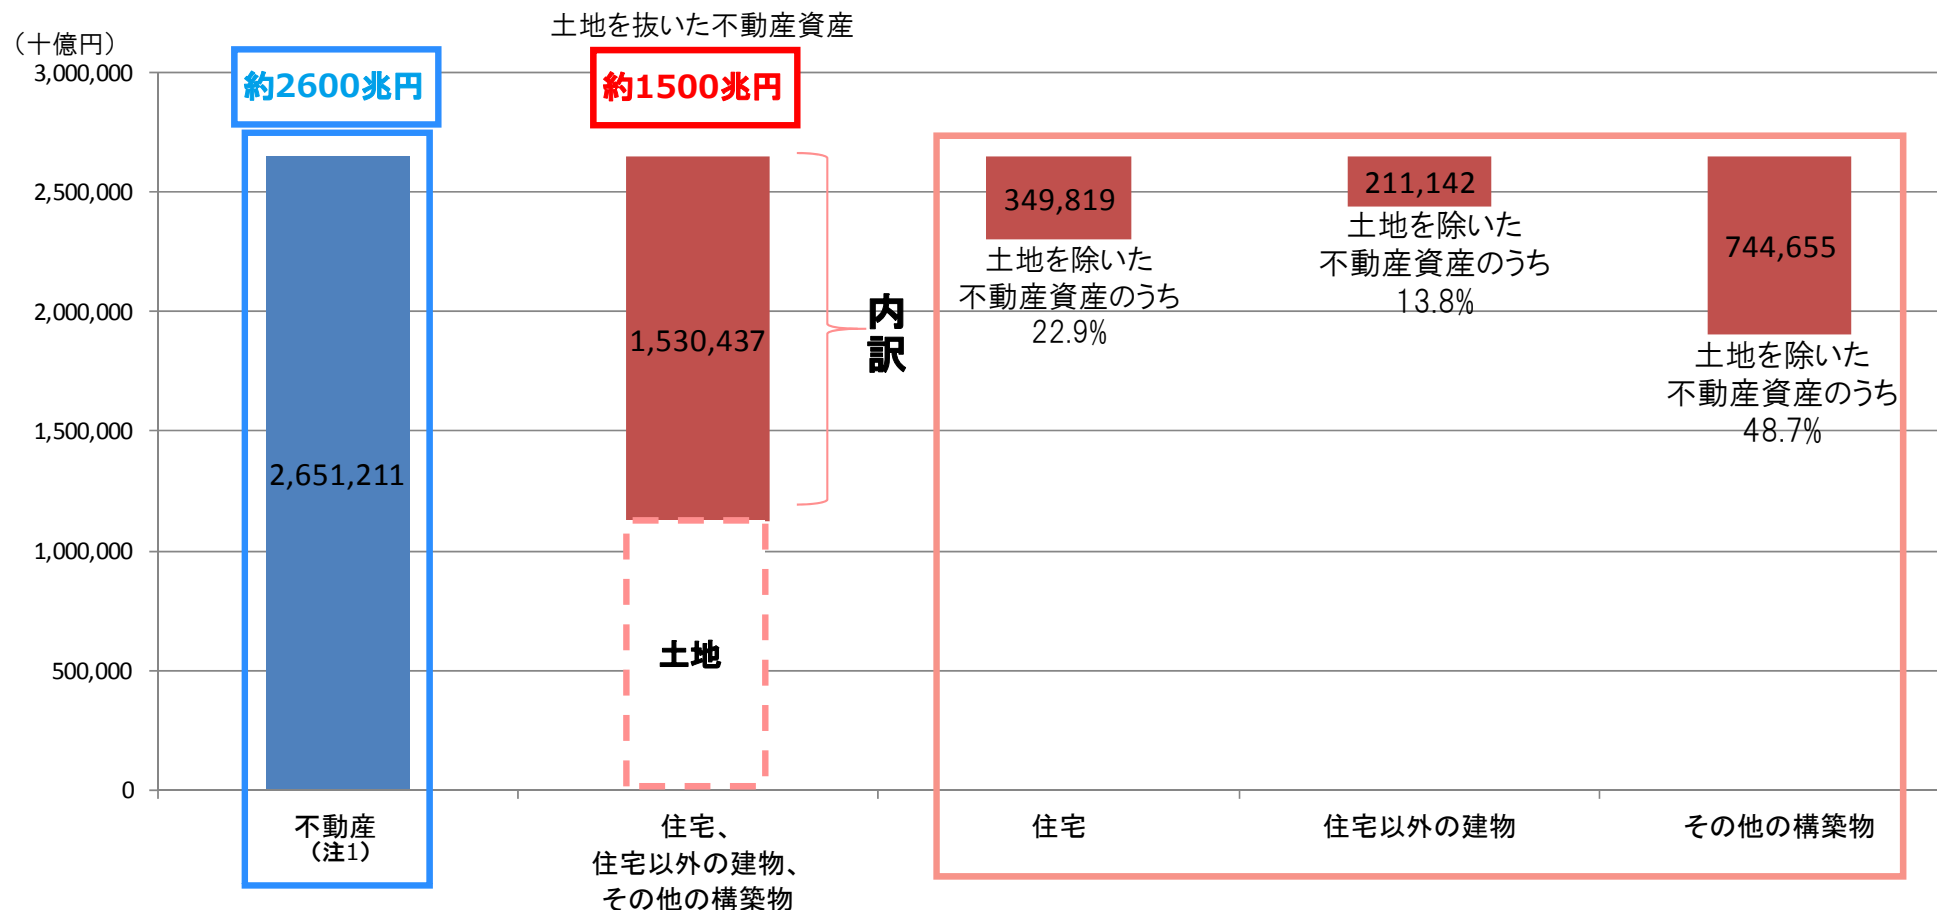 土地を抜いた不動産資産
（十億円）
約2600兆円
約1500兆円
3,000,000
2,500,000
2,000,000
1,500,000
1,000,000
500,000
0
2,651,211
1,530,437
土地
内訳
349,819
土地を除いた
不動産資産のうち
22.9%
211,142
土地を除いた
不動産資産のうち
13.8%
744,655
土地を除いた
不動産資産のうち
48.7%
不動産
（注1）
住宅、
住宅以外の建物、
その他の構築物
住宅
住宅以外の建物
その他の構築物